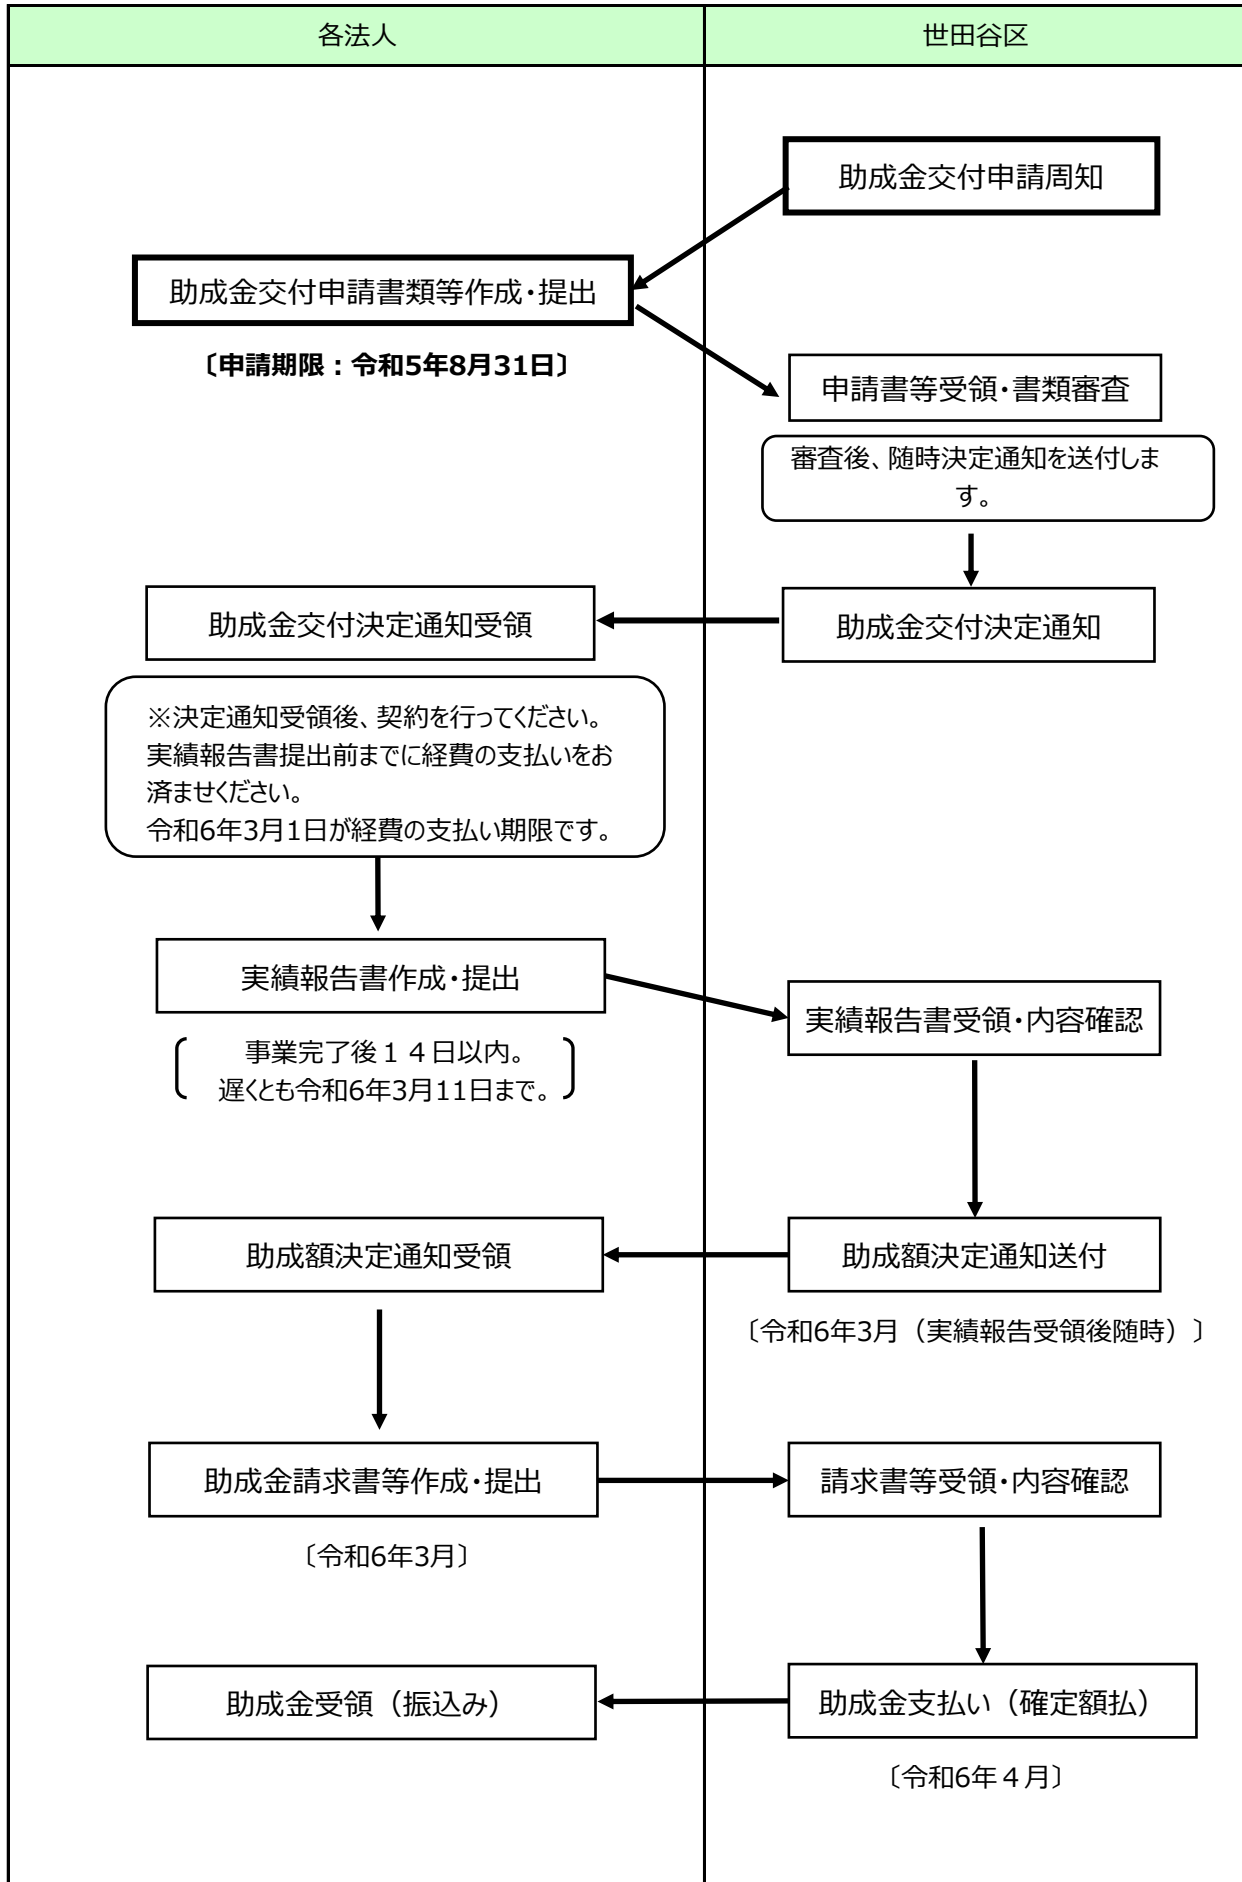 各法人
世田谷区
助成金交付申請周知
助成金交付申請書類等作成・提出
〔申請期限：令和5年8月31日〕
申請書等受領・書類審査
審査後、随時決定通知を送付しま
す。
助成金交付決定通知受領
助成金交付決定通知
※決定通知受領後、契約を行ってください。
実績報告書提出前までに経費の支払いをお
済ませください。
令和6年3月1日が経費の支払い期限です。
実績報告書作成・提出
実績報告書受領・内容確認
事業完了後１４日以内。
遅くとも令和6年3月11日まで。
助成額決定通知受領
助成額決定通知送付
〔令和6年3月（実績報告受領後随時）〕
助成金請求書等作成・提出
請求書等受領・内容確認
〔令和6年3月〕
助成金受領（振込み）
助成金支払い（確定額払）
〔令和6年４月〕